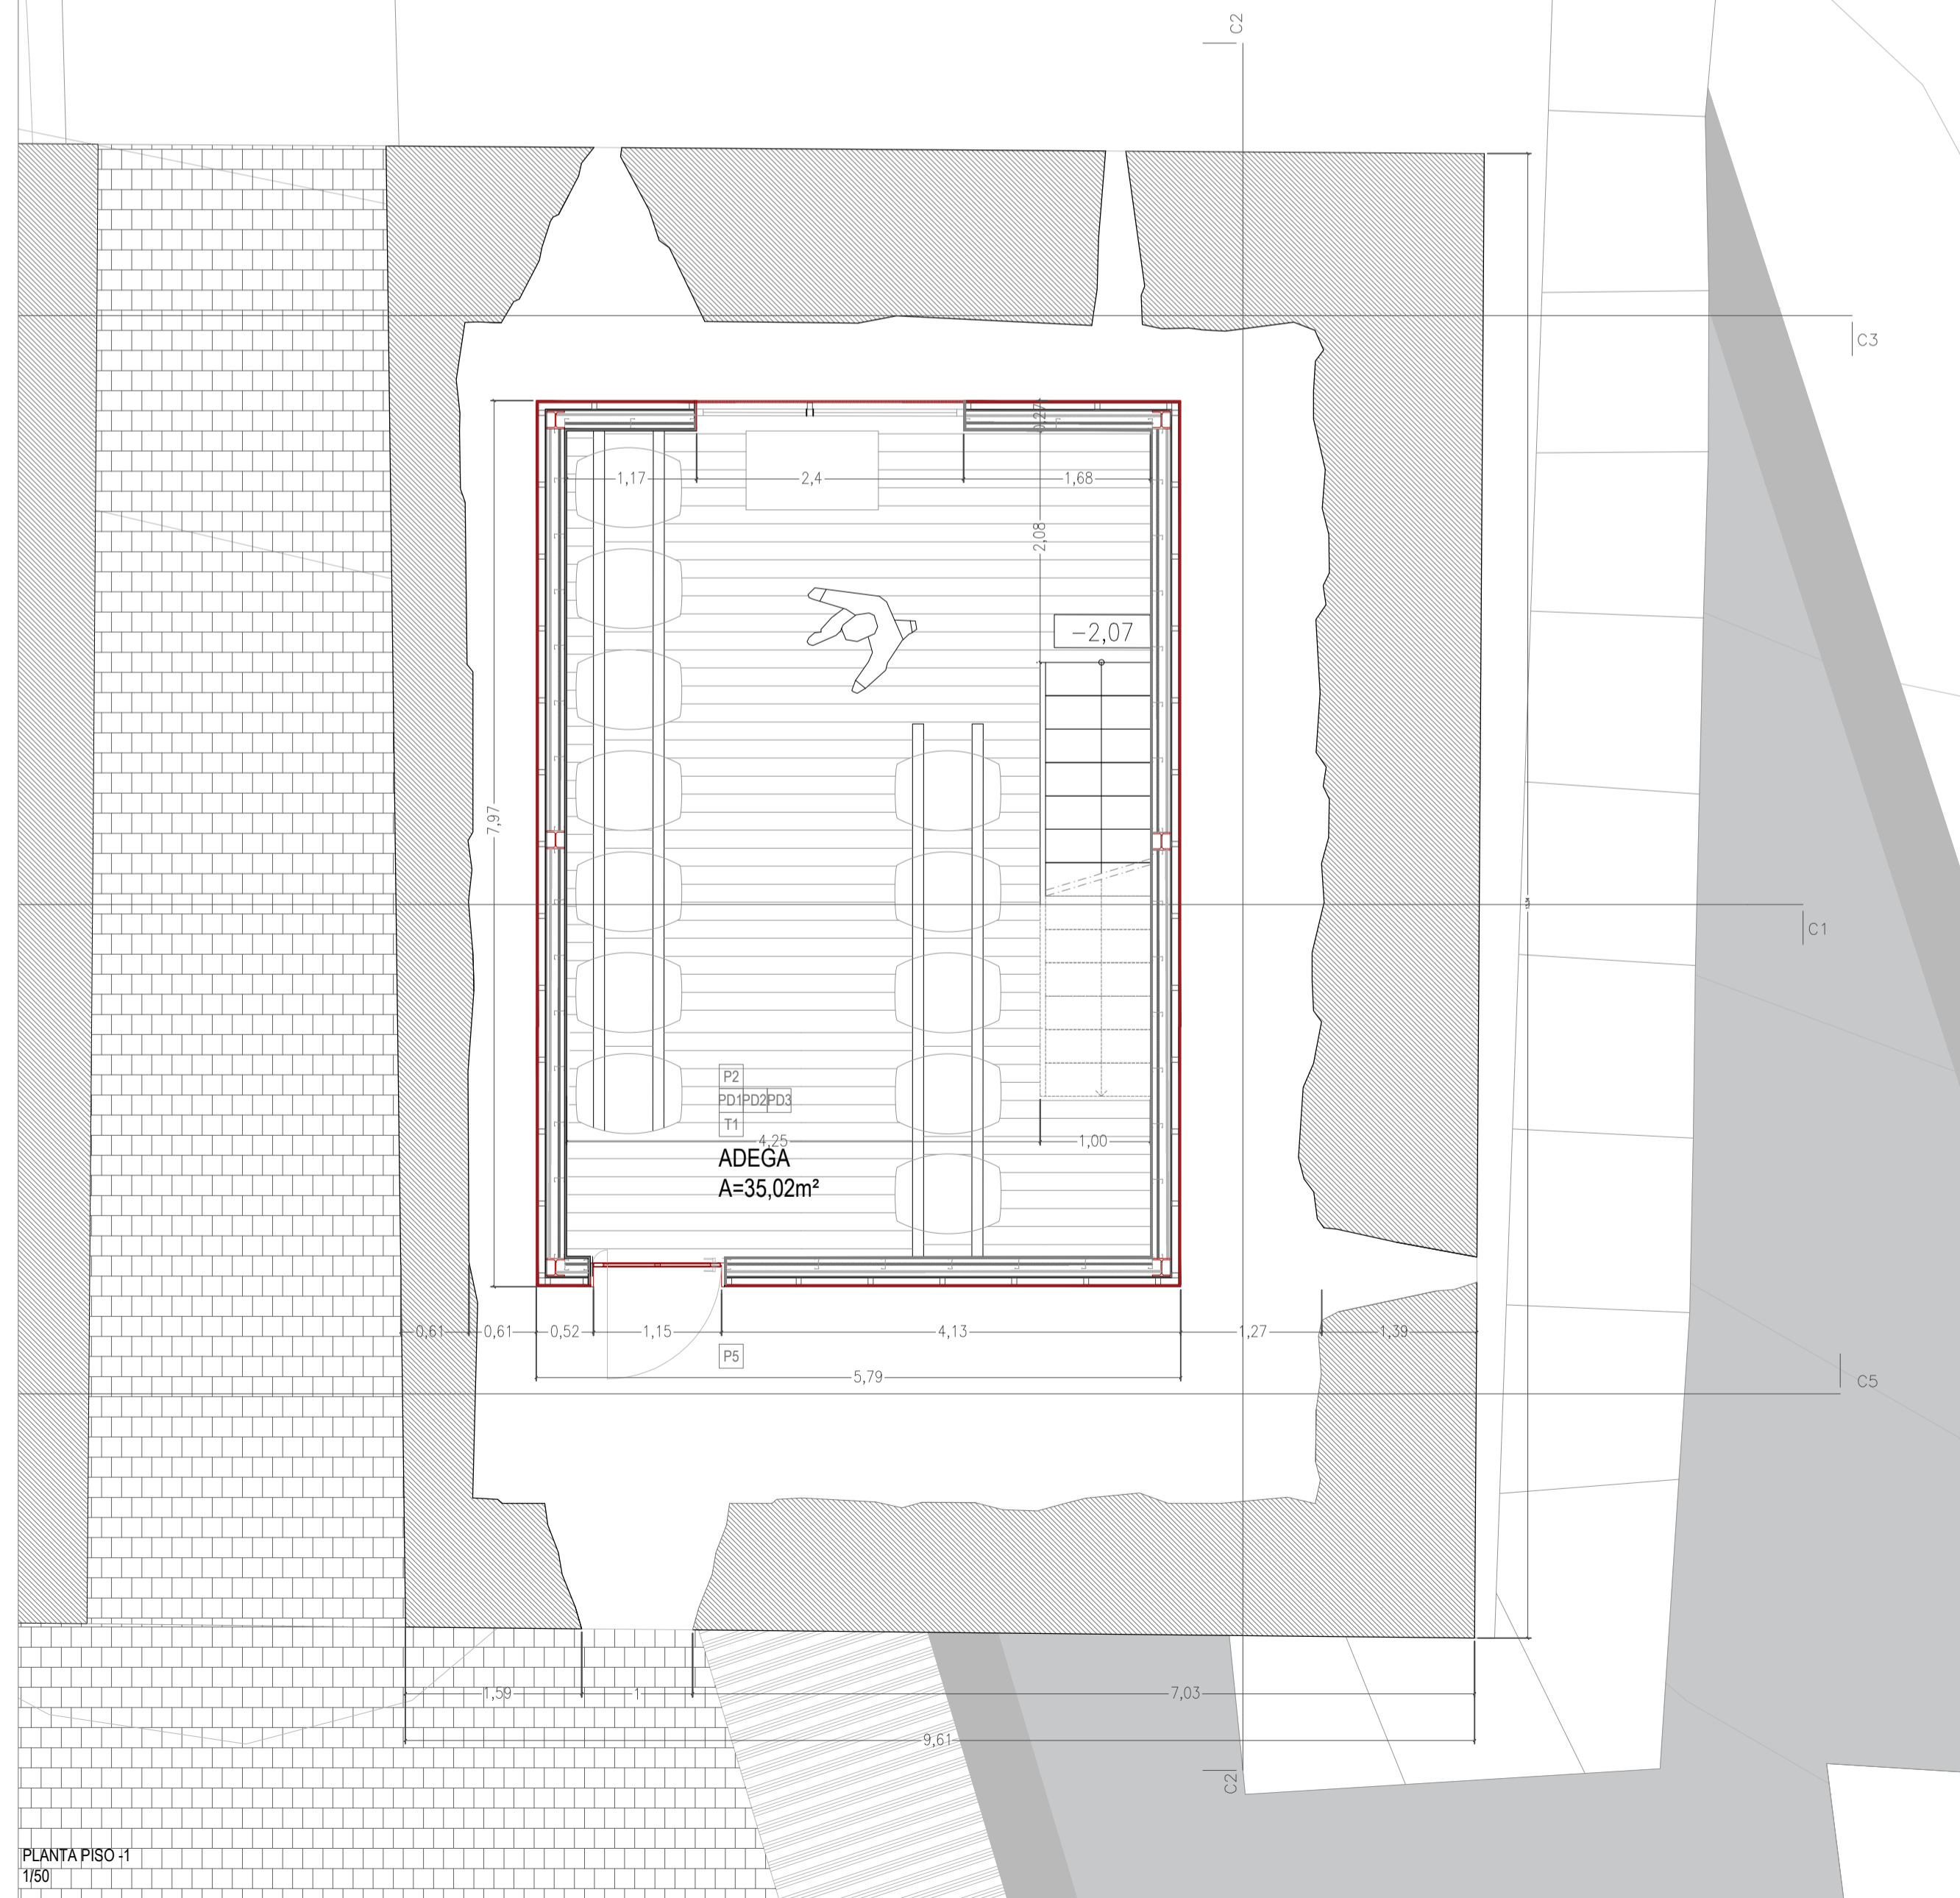 C2
C3
0,27
1,17
2,4
1,68
2,08
-2,07
7,97
C1
P2
PD1 PD2 PD3
T1
4,25
1,00
ADEGA
A=35,02m²
0,61
0,61
0,52
1,15
4,13
1,27
1,39
P5
5,79
C5
1,59
1
7,03
9,61
C2
PLANTA PISO -1
1/50